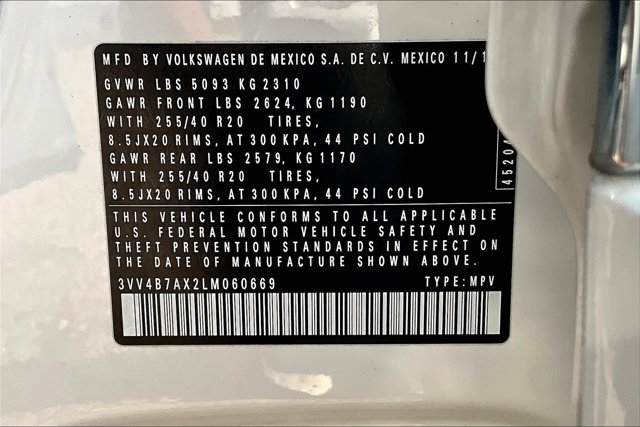 MFD BY VOLKSWAGEN DE MEXICO S.A. DE C.V. MEXICO 11/1
GVWR LBS 5093 KG 2310
GAWR FRONT LBS 2624, KG 1190
WITH 255/40 R20 TIRES,
8.5JX20 RIMS, AT 300 KPA, 44 PSI COLD
GAWR REAR LBS 2579, KG 1170
WITH 255/40 R20 TIRES,
8.5JX20 RIMS, AT 300 KPA, 44 PSI COLD
4520/
THIS VEHICLE CONFORMS TO ALL APPLICABLE
U.S. FEDERAL MOTOR VEHICLE SAFETY AND
THEFT PREVENTION STANDARDS IN EFFECT ON
THE DATE OF MANUFACTURE SHOWN ABOVE.
3VV4B7AX2LM060669 TYPE: MPV